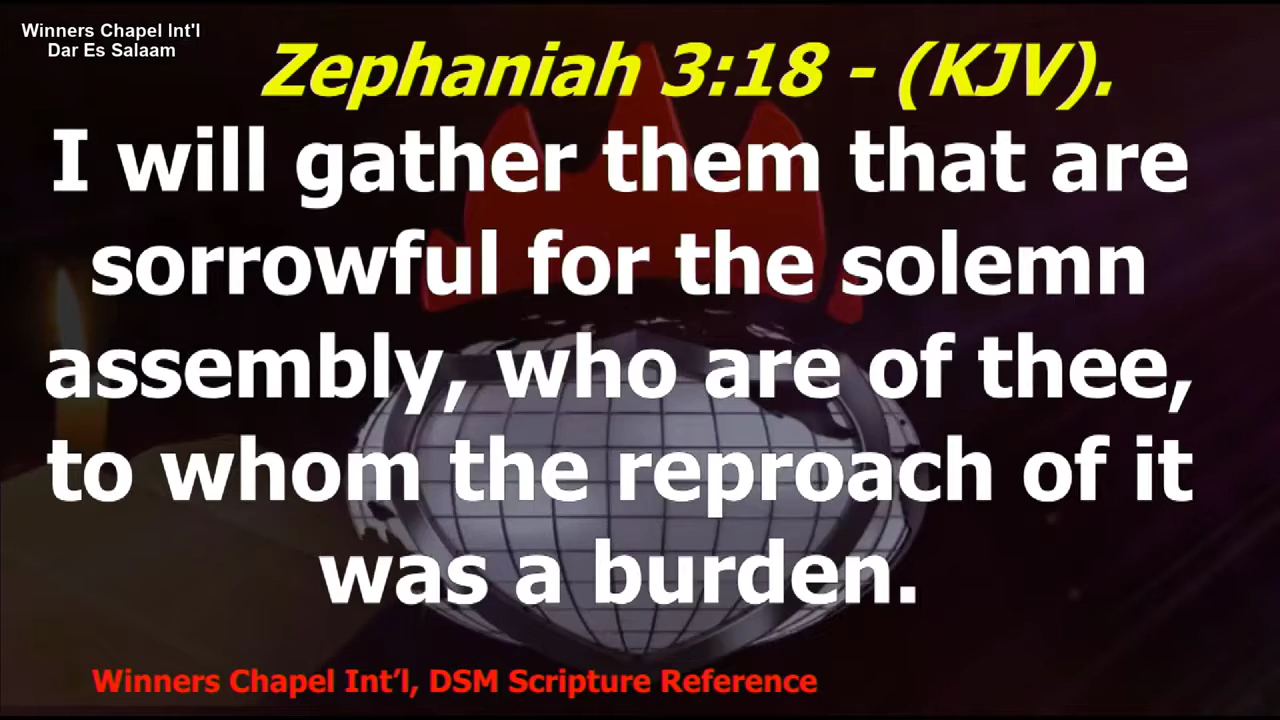 Winners Chapel Int'l
Dar Es Salaam
Zephaniah 3:18 - (KJV).
I will gather them that are
sorrowful for the solemn
assembly, who are of thee,
to whom the reproach of it
was a burden.
Winners Chapel Int’l, DSM Scripture Reference